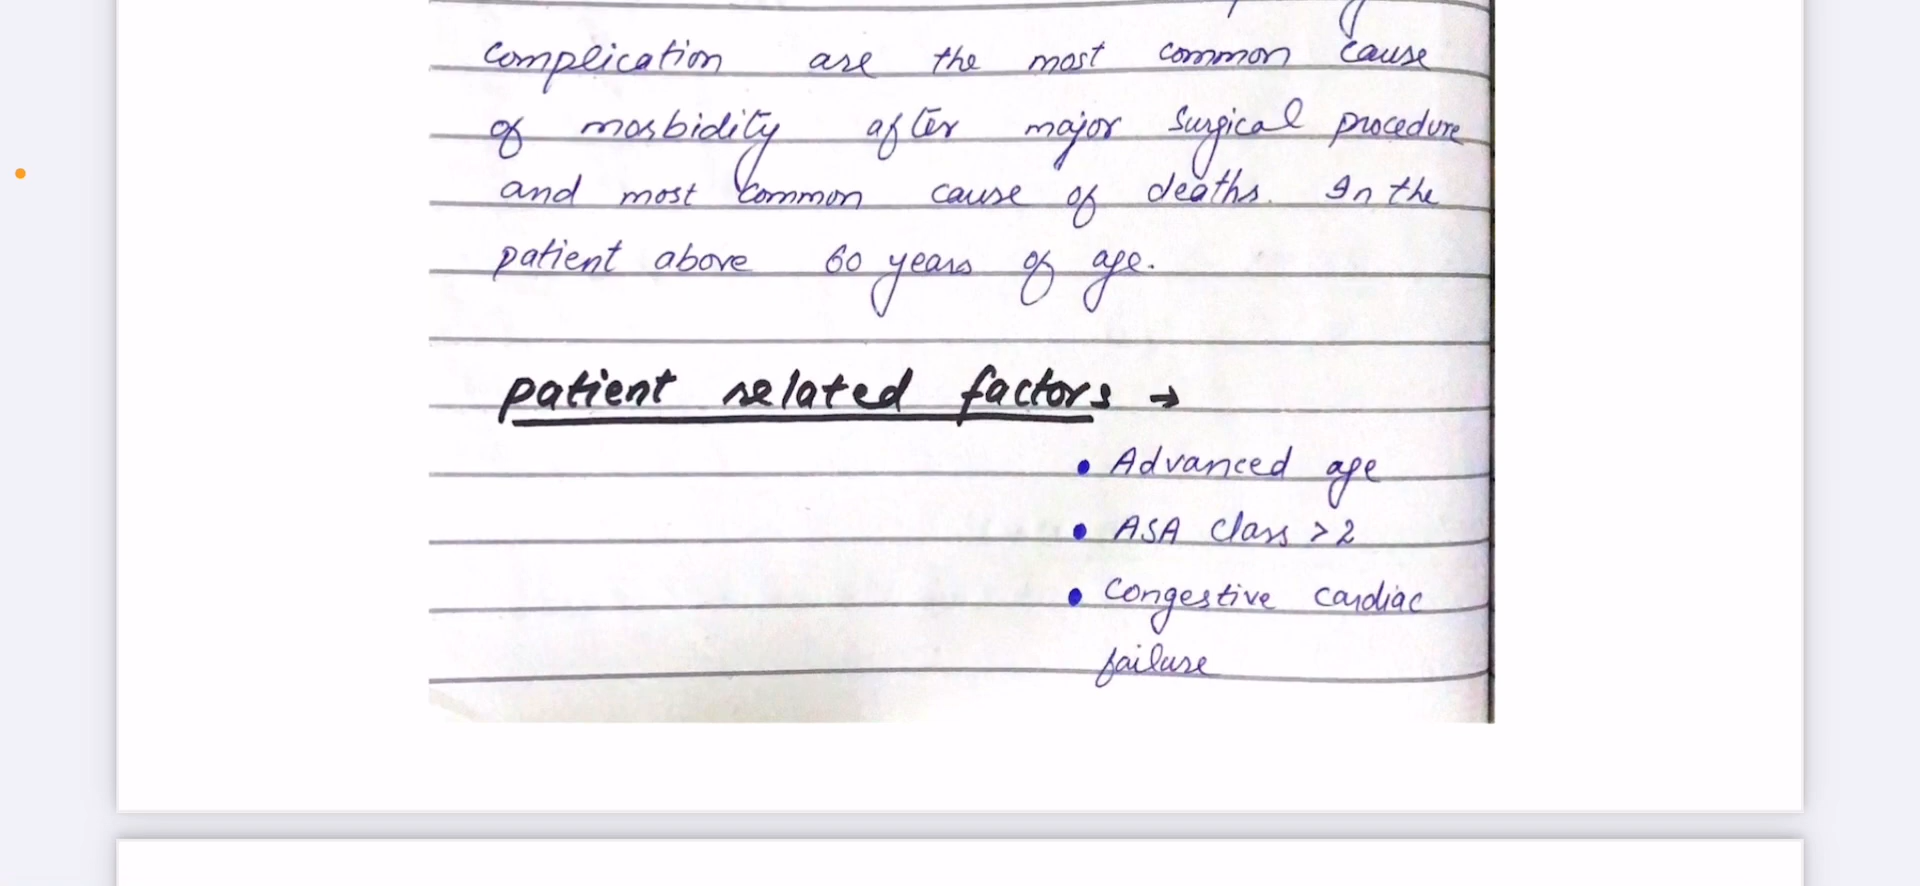 complication are the most common cause
of morbidity after major surgical procedure
and most common cause of deaths. In the
patient above 60 years of age.
patient related factors →
• Advanced age
• ASA Class > 2
• Congestive cardiac
failure